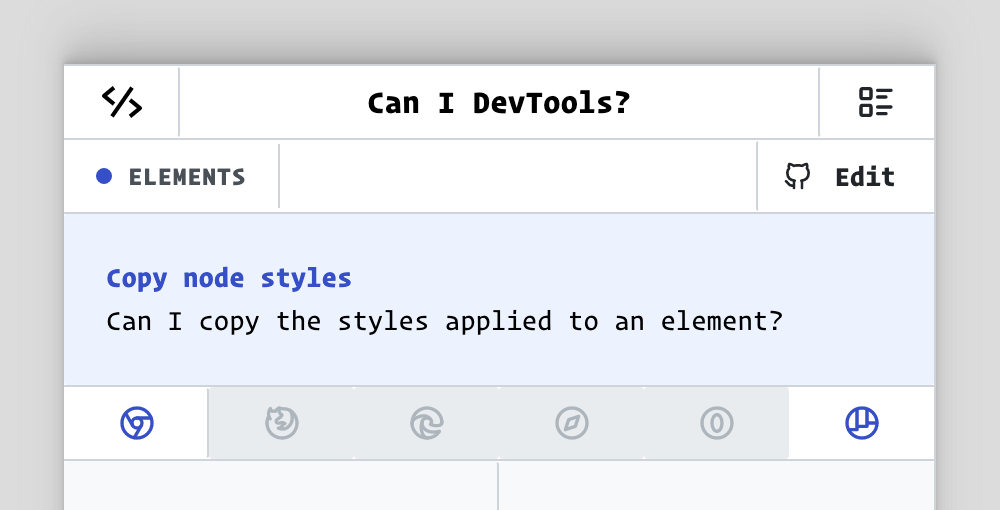 Can I DevTools?
ELEMENTS
Edit
Copy node styles
Can I copy the styles applied to an element?